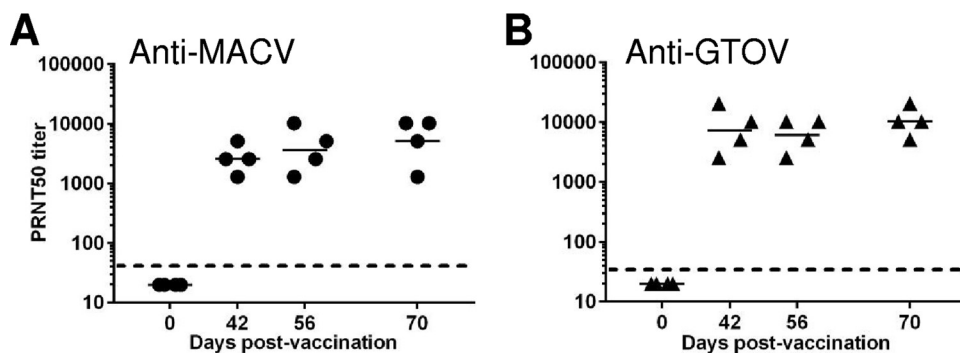 A
Anti-MACV
PRNT50 titer
100000
10000
1000
100
10
0
42
56
70
Days post-vaccination
B
Anti-GTOV
100000
10000
1000
100
10
0
42
56
70
Days post-vaccination